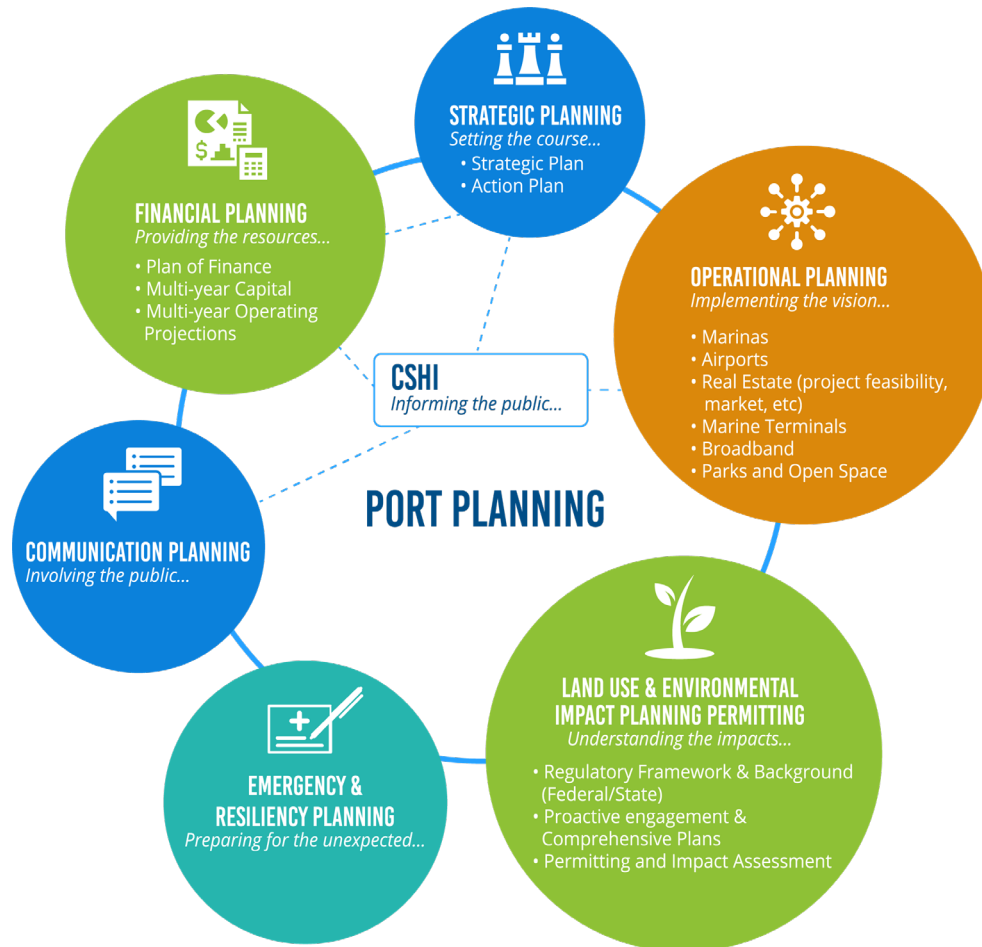 STRATEGIC PLANNING
Setting the course...
• Strategic Plan
• Action Plan
FINANCIAL PLANNING
Providing the resources...
• Plan of Finance
• Multi-year Capital
• Multi-year Operating
Projections
$
OPERATIONAL PLANNING
Implementing the vision...
• Marinas
• Airports
• Real Estate (project feasibility,
market, etc)
• Marine Terminals
• Broadband
• Parks and Open Space
CSHI
Informing the public...
PORT PLANNING
COMMUNICATION PLANNING
Involving the public...
LAND USE & ENVIRONMENTAL
IMPACT PLANNING PERMITTING
Understanding the impacts...
• Regulatory Framework & Background
(Federal/State)
• Proactive engagement &
Comprehensive Plans
• Permitting and Impact Assessment
EMERGENCY &
RESILIENCY PLANNING
Preparing for the unexpected...